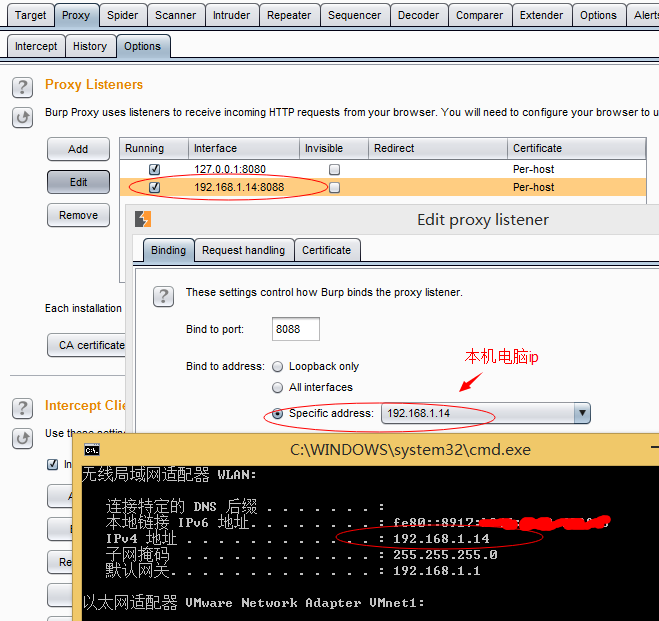 Target Proxy Spider Scanner Intruder Repeater Sequencer Decoder Comparer Extender Options Alerts
Intercept History Options
? Proxy Listeners
Burp Proxy uses listeners to receive incoming HTTP requests from your browser. You will need to configure your browser to u
Add Running Interface Invisible Redirect Certificate
127.0.0.1:8080 Per-host
Edit 192.168.1.14:8088 Per-host
Remove
Edit proxy listener
Binding Request handling Certificate
? These settings control how Burp binds the proxy listener.
Each installation
Bind to port: 8088
CA certificate
本机电脑ip
Bind to address: Loopback only
All interfaces
Specific address: 192.168.1.14
? Intercept Clie
Use these
C:\WINDOWS\system32\cmd.exe
无线局域网适配器 WLAN:
连接特定的 DNS 后缀 . . . . . . . :
本地链接 IPv6 地址. . . . . . . . : fe80::8917:
IPv4 地址 . . . . . . . . . . . . : 192.168.1.14
子网掩码 . . . . . . . . . . . . : 255.255.255.0
默认网关. . . . . . . . . . . . . : 192.168.1.1
以太网适配器 VMware Network Adapter VMnet1: